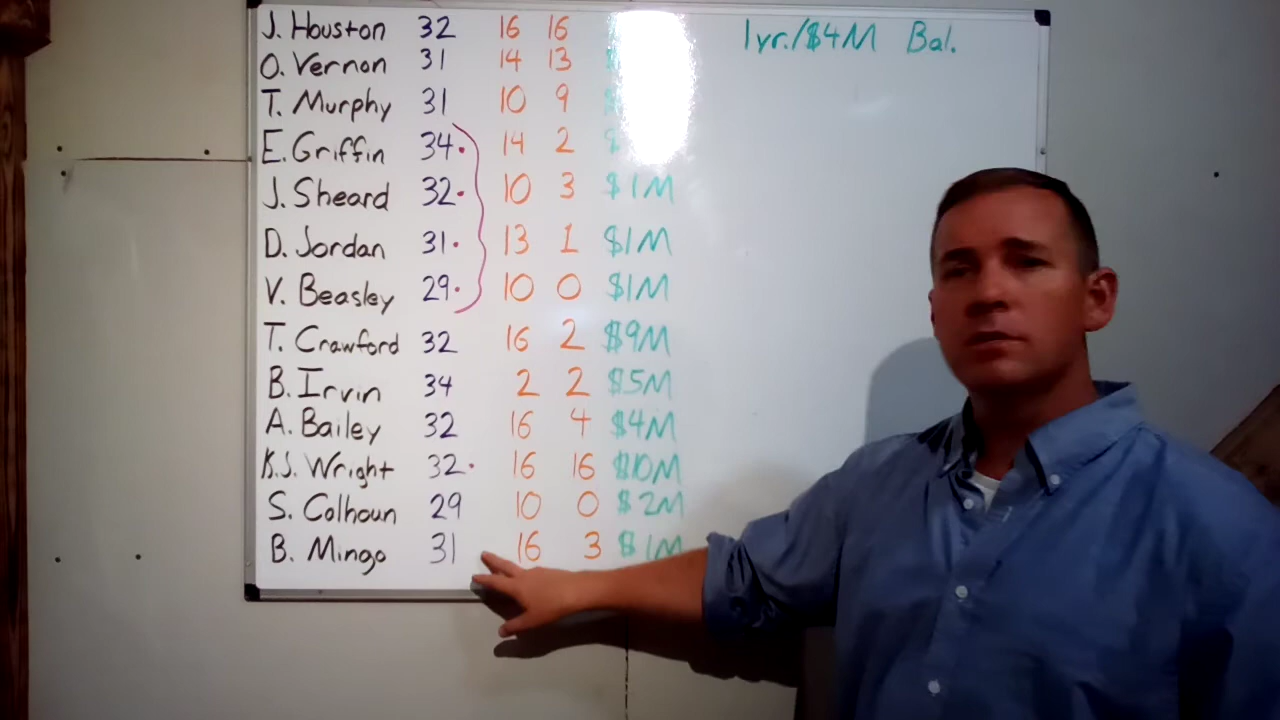 J. Houston 32 16 16 1yr./$4M Bal.
O. Vernon 31 14 13
T. Murphy 31 10 9
E. Griffin 34. 14 2 $
J. Sheard 32. 10 3 $1M
D. Jordan 31. 13 1 $1M
V. Beasley 29. 10 0 $1M
T. Crawford 32 16 2 $9M
B. Irvin 34 2 2 $5M
A. Bailey 32 16 4 $4M
K.J. Wright 32. 16 16 $10M
S. Calhoun 29 10 0 $2M
B. Mingo 31 16 3 $1M